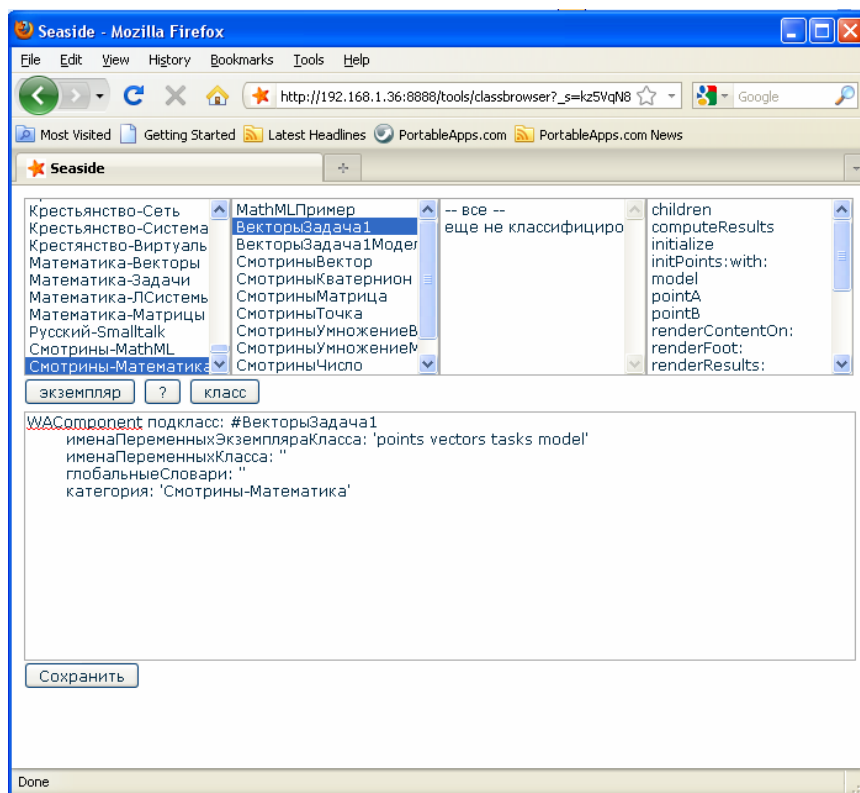 Seaside - Mozilla Firefox
File Edit View History Bookmarks Tools Help
http://192.168.1.36:8888/tools/classbrowser?_s=kz5VqN8 Google
Most Visited Getting Started Latest Headlines PortableApps.com PortableApps.com News
Seaside
Крестьянство-Сеть
Крестьянство-Система
Крестянство-Виртуаль
Математика-Векторы
Математика-Задачи
Математика-ЛСистемь
Математика-Матрицы
Русский-Smalltalk
Смотрины-MathML
Смотрины-Математика
MathMLПример
ВекторыЗадача1
ВекторыЗадача1Модел
СмотриныВектор
СмотриныКватернион
СмотриныМатрица
СмотриныТочка
СмотриныУмножениеВ
СмотриныУмножениеМ
СмотриныЧисло
-- все --
еще не классифициро
children
computeResults
initialize
initPoints:with:
model
pointA
pointB
renderContentOn:
renderFoot:
renderResults:
экземпляр ? класс
WAComponent подкласс: #ВекторыЗадача1
именаПеременныхЭкземпляраКласса: 'points vectors tasks model'
именаПеременныхКласса: ''
глобальныеСловари: ''
категория: 'Смотрины-Математика'
Сохранить
Done